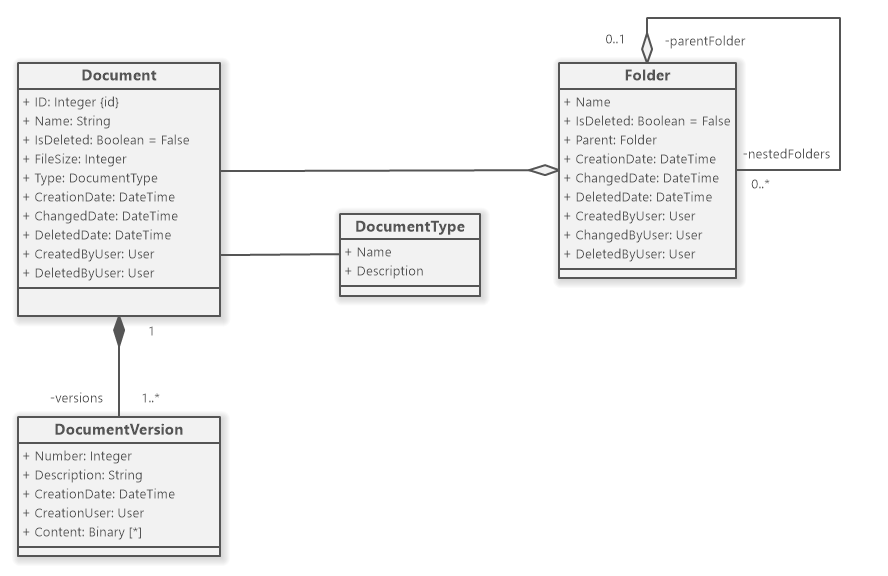 0..1
-parentFolder
Document
+ ID: Integer {id}
+ Name: String
+ IsDeleted: Boolean = False
+ FileSize: Integer
+ Type: DocumentType
+ CreationDate: DateTime
+ ChangedDate: DateTime
+ DeletedDate: DateTime
+ CreatedByUser: User
+ DeletedByUser: User
Folder
+ Name
+ IsDeleted: Boolean = False
+ Parent: Folder
+ CreationDate: DateTime
+ ChangedDate: DateTime
+ DeletedDate: DateTime
+ CreatedByUser: User
+ ChangedByUser: User
+ DeletedByUser: User
-nestedFolders
0..*
DocumentType
+ Name
+ Description
1
-versions
1..*
DocumentVersion
+ Number: Integer
+ Description: String
+ CreationDate: DateTime
+ CreationUser: User
+ Content: Binary [*]